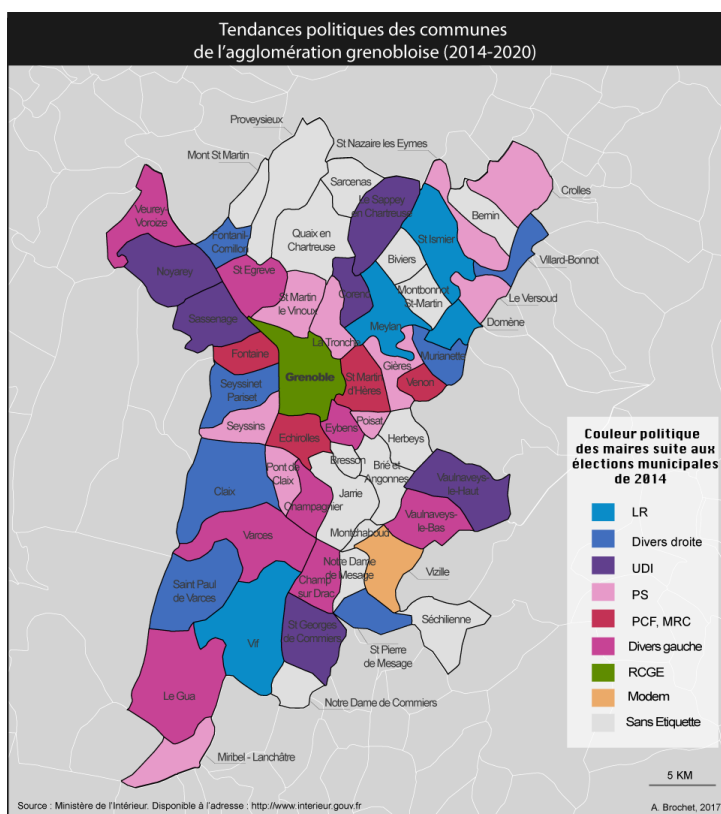 Tendances politiques des communes
de l'agglomération grenobloise (2014-2020)
Proveysieux
St Nazaire les Eymes
Mont St Martin
Sarcenas
Crolles
Le Sappey
en Chartreuse
Bernin
Veurey-
Voroize
Fontanil-
Cornillon
Quaix en
Chartreuse
St Ismier
Villard-Bonnot
Biviers
Noyarey
St Egreve
Corenc
Montbonnot
St-Martin
St Martin
le Vinoux
Le Versoud
Sassenage
Meylan
Domène
La Tronche
Murianette
Fontaine
Gières
Grenoble
St Martin
d'Hères
Venon
Seyssinet
Pariset
Poisat
Seyssins
Eybens
Echirolles
Herbeys
Bresson
Brié et
Angonnes
Pont de
Claix
Vaulnaveys-
le-Haut
Claix
Jarrie
Champagnier
Vaulnaveys-
le-Bas
Montchaboud
Varces
Notre Dame
de Mesage
Vizille
Champ
sur Drac
Saint Paul
de Varces
Séchilienne
St Georges
de Commiers
Vif
St Pierre
de Mesage
Le Gua
Notre Dame de Commiers
Miribel - Lanchâtre
Couleur politique
des maires suite aux
élections municipales
de 2014
LR
Divers droite
UDI
PS
PCF, MRC
Divers gauche
RCGE
Modem
Sans Etiquette
5 KM
Source : Ministère de l'Intérieur. Disponible à l'adresse : http://www.interieur.gouv.fr
A. Brochet, 2017